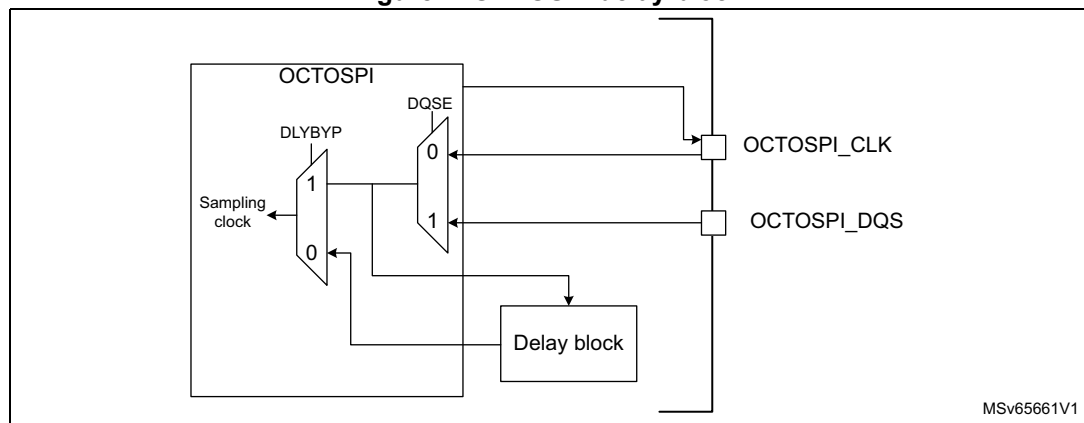 OCTOSPI
DQSE
DLYBYP
0
OCTOSPI_CLK
1
Sampling
clock
1
OCTOSPI_DQS
0
Delay block
MSv65661V1